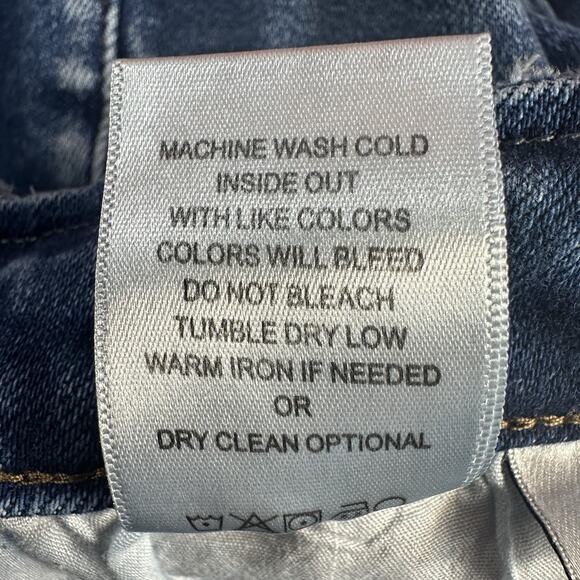 MACHINE WASH COLD
INSIDE OUT
WITH LIKE COLORS
COLORS WILL BLEED
DO NOT BLEACH
TUMBLE DRY LOW
WARM IRON IF NEEDED
OR
DRY CLEAN OPTIONAL